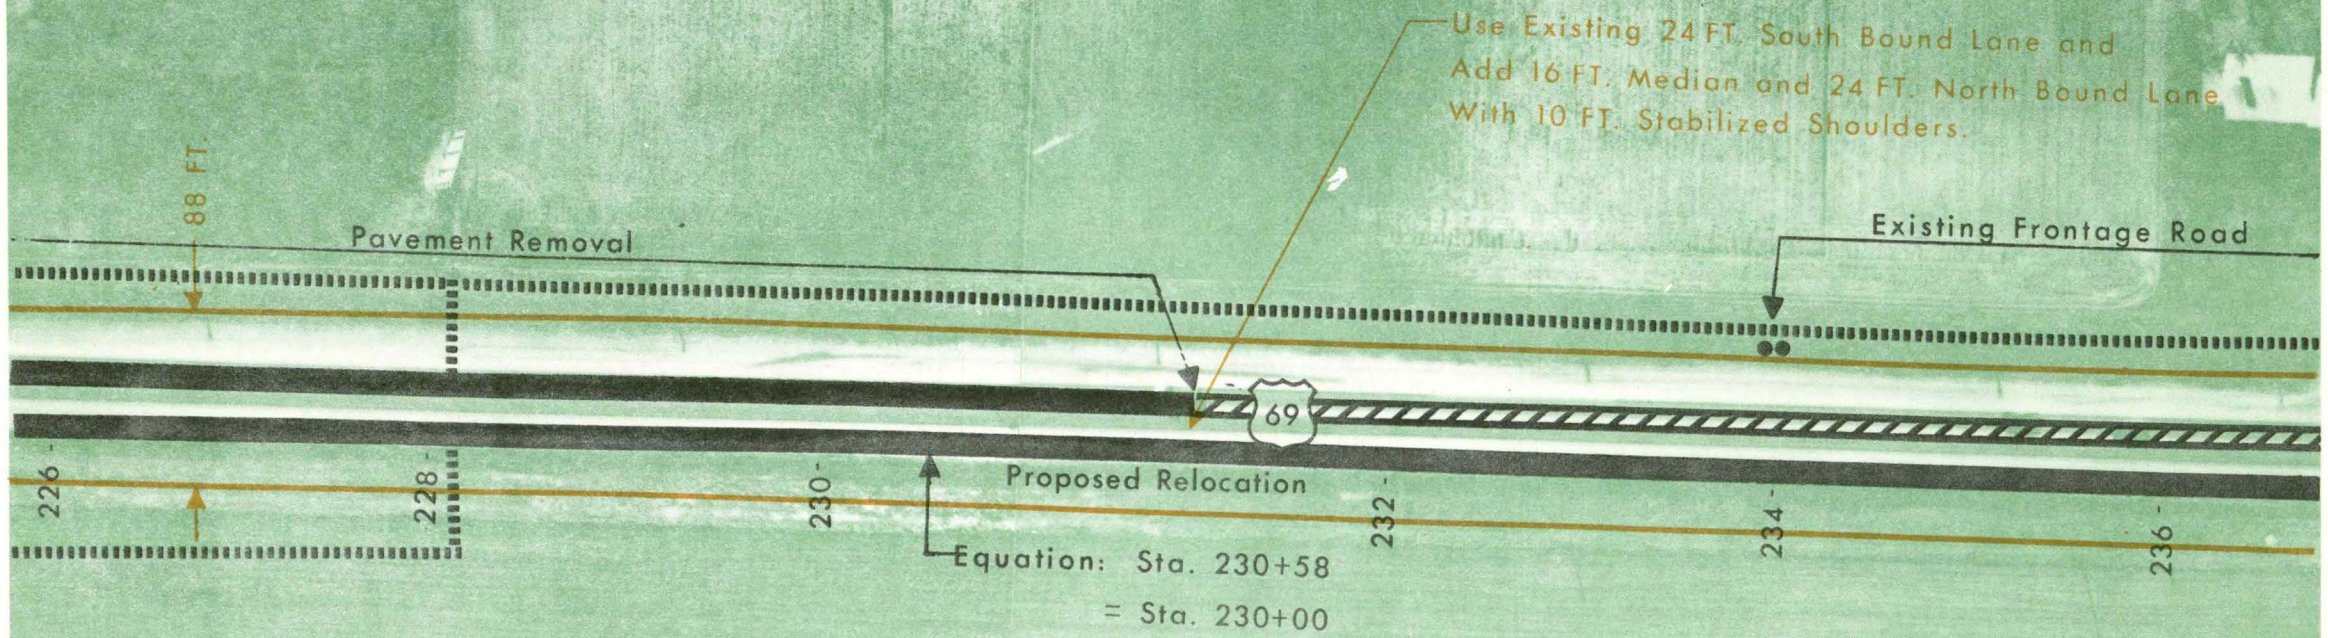 Use Existing 24 FT. South Bound Lane and
Add 16 FT. Median and 24 FT. North Bound Lane
With 10 FT. Stabilized Shoulders.
88 FT.
Pavement Removal
Existing Frontage Road
69
226
228
230
232
234
236
Proposed Relocation
Equation: Sta. 230+58
= Sta. 230+00